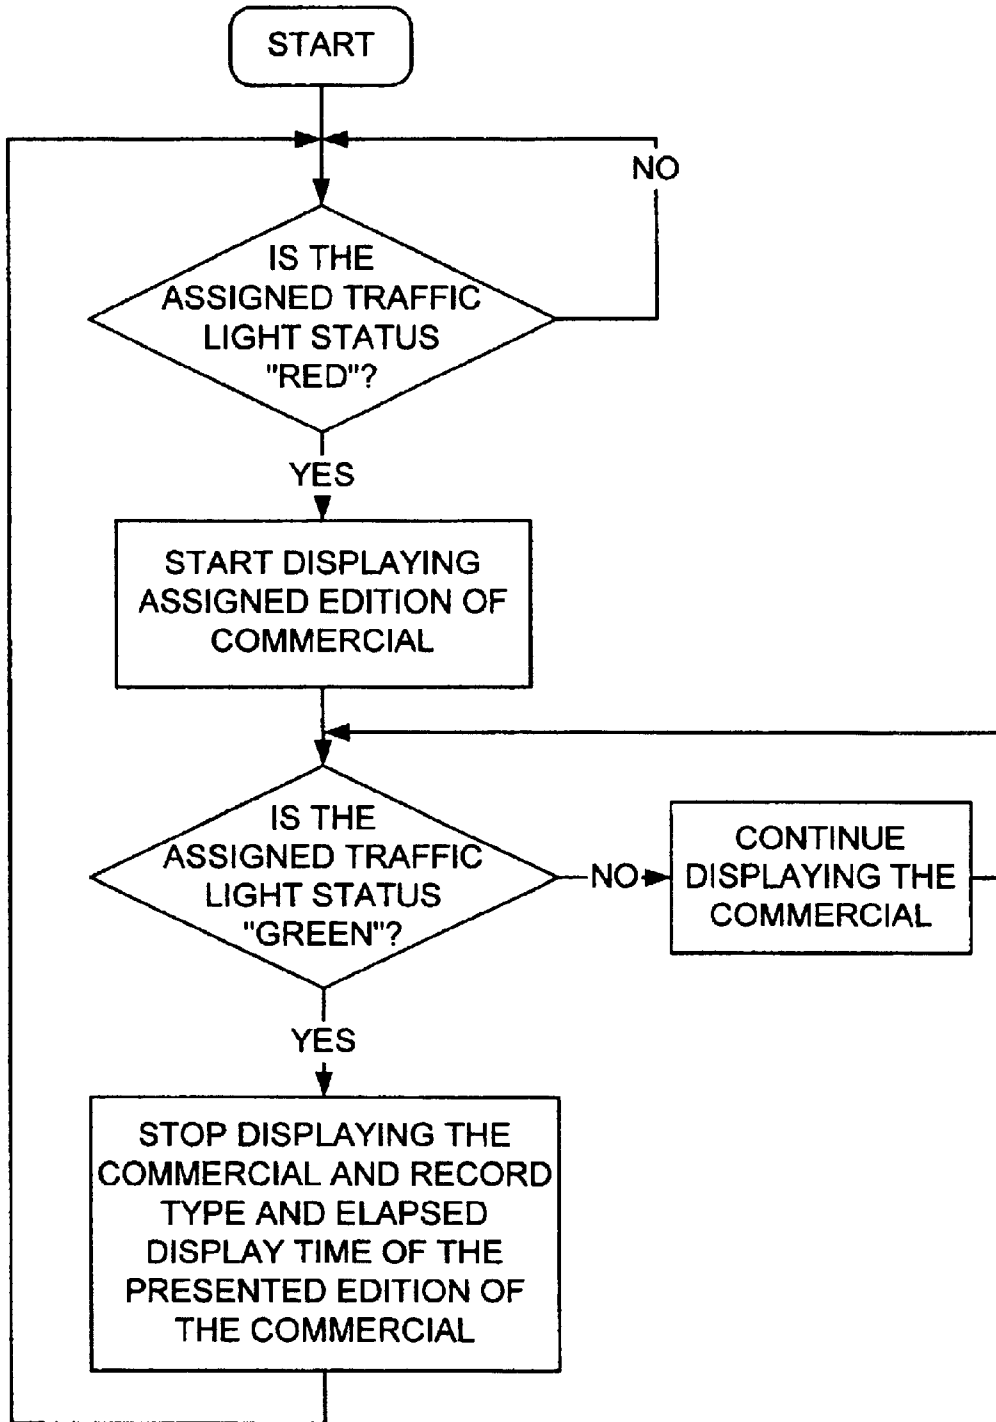 START
NO
IS THE
ASSIGNED TRAFFIC
LIGHT STATUS
"RED"?
YES
START DISPLAYING
ASSIGNED EDITION OF
COMMERCIAL
IS THE
ASSIGNED TRAFFIC
LIGHT STATUS
"GREEN"?
NO
CONTINUE
DISPLAYING THE
COMMERCIAL
YES
STOP DISPLAYING THE
COMMERCIAL AND RECORD
TYPE AND ELAPSED
DISPLAY TIME OF THE
PRESENTED EDITION OF
THE COMMERCIAL